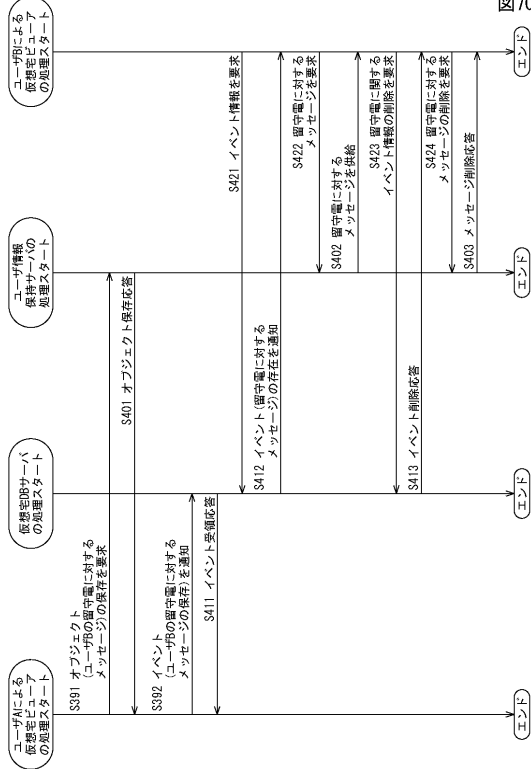 図70
ユーザAによる
仮想宅ビューア
の処理スタート
仮想宅DBサーバ
の処理スタート
ユーザ情報
保持サーバの
処理スタート
ユーザBによる
仮想宅ビューア
の処理スタート
S391 オブジェクト
(ユーザBの留守電に対する
メッセージ)の保存を要求
S401 オブジェクト保存応答
S392 イベント
(ユーザBの留守電に対する
メッセージの保存)を通知
S411 イベント受領応答
S421 イベント情報を要求
S412 イベント(留守電に対する
メッセージ)の存在を通知
S422 留守電に対する
メッセージを要求
S402 留守電に対する
メッセージを供給
S423 留守電に関する
イベント情報の削除を要求
S413 イベント削除応答
S424 留守電に対する
メッセージの削除を要求
S403 メッセージ削除応答
エンド
エンド
エンド
エンド